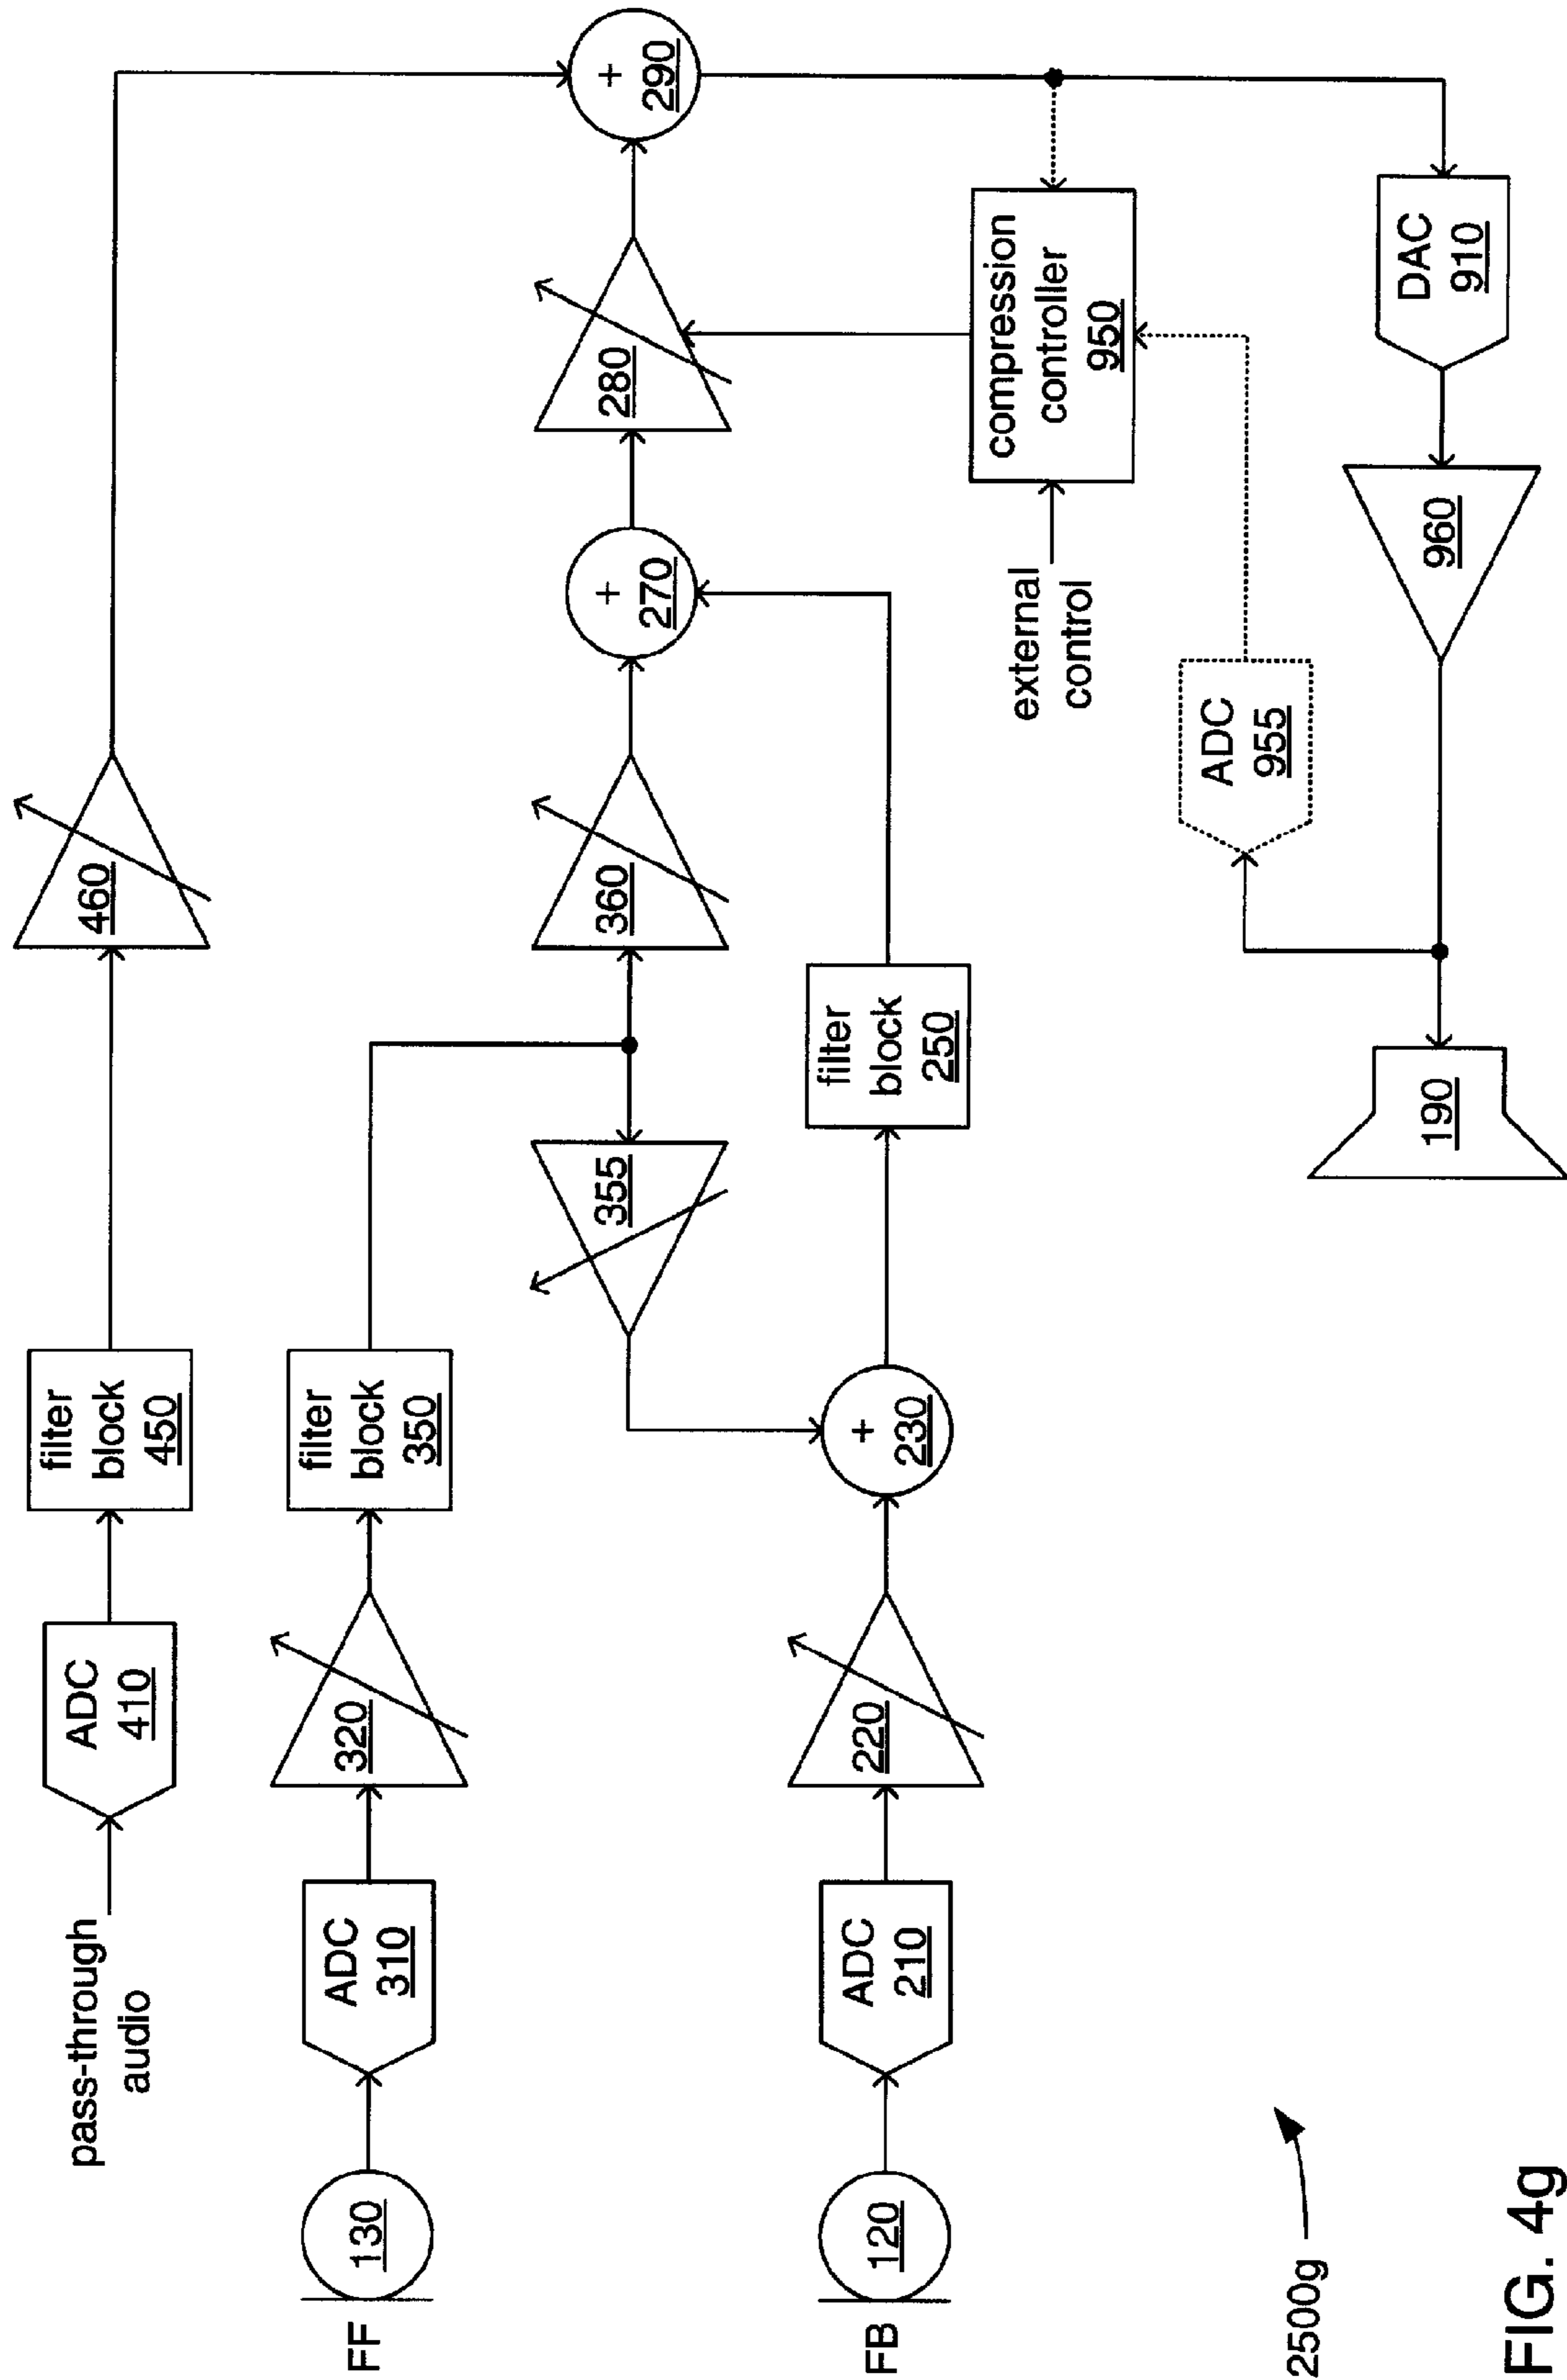 pass-through
audio
ADC
410
filter
block
450
460
FF
130
ADC
310
320
filter
block
350
355
360
+
270
280
+
290
FB
120
ADC
210
220
+
230
filter
block
250
external
control
compression
controller
950
ADC
955
190
960
DAC
910
2500g
FIG. 4g